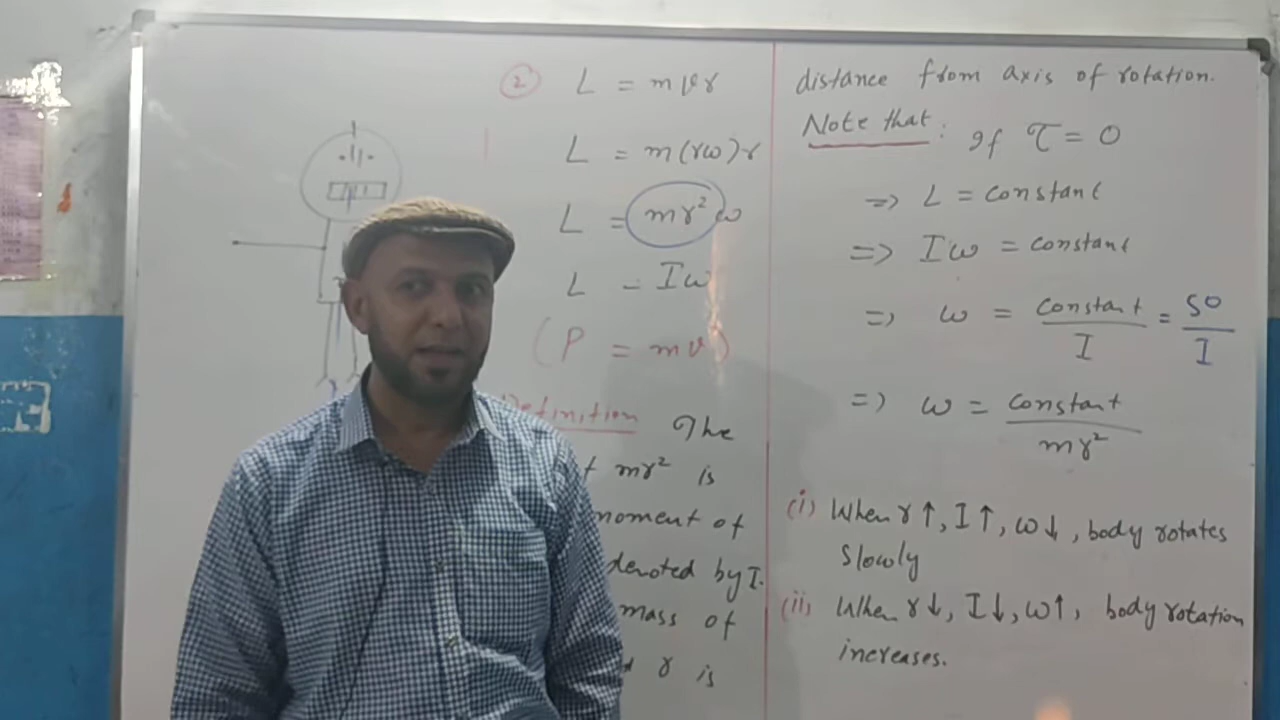 ② L = mvr
L = m(rω)r
L = mr²ω
L = Iω
(P = mv)
Definition The
mr² is
moment of
denoted by I.
mass of
r is
distance from axis of rotation.
Note that: If τ = 0
=> L = constant
=> Iω = constant
=> ω = constant/I = 50/I
=> ω = constant/mr²
(i) When r↑, I↑, ω↓, body rotates
slowly
(ii) When r↓, I↓, ω↑, body rotation
increases.